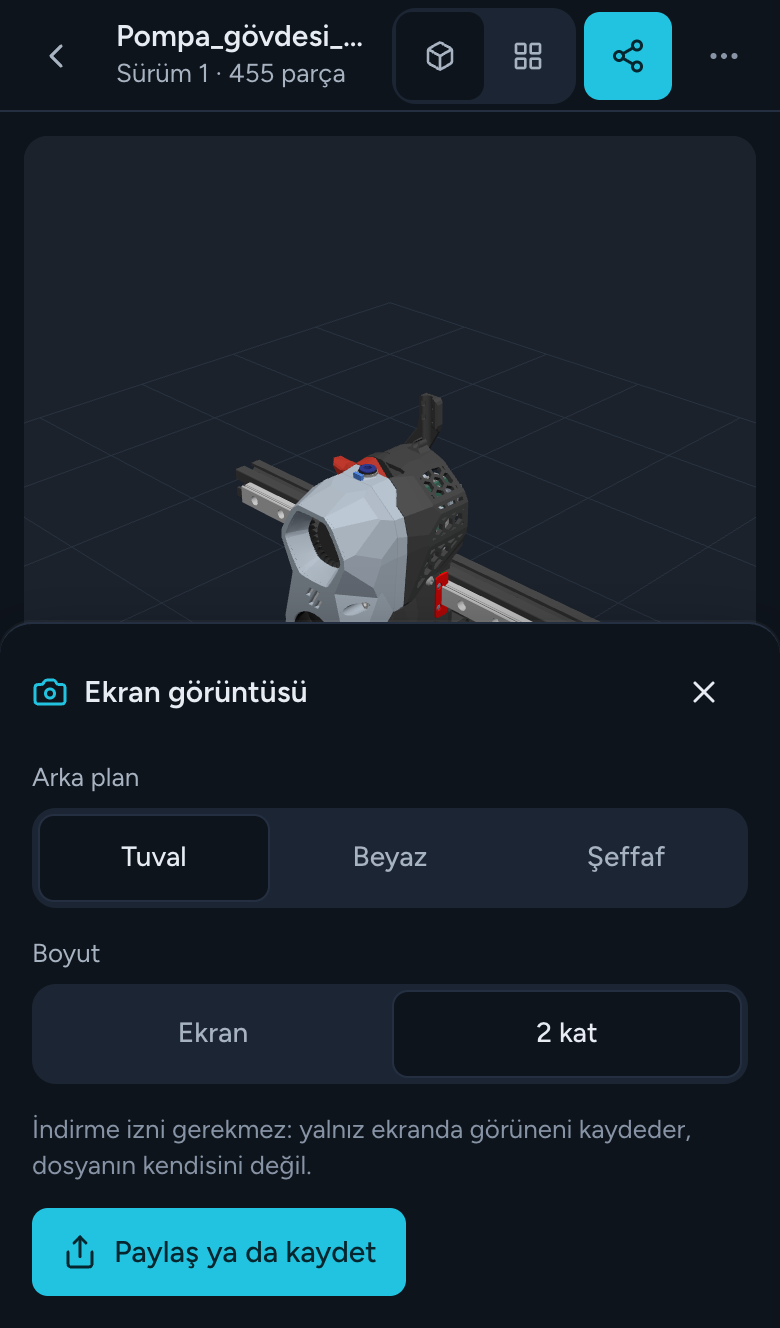 Pompa_gövdesi_...
Sürüm 1 · 455 parça
Ekran görüntüsü
Arka plan
Tuval
Beyaz
Şeffaf
Boyut
Ekran
2 kat
İndirme izni gerekmez: yalnız ekranda görüneni kaydeder,
dosyanın kendisini değil.
Paylaş ya da kaydet